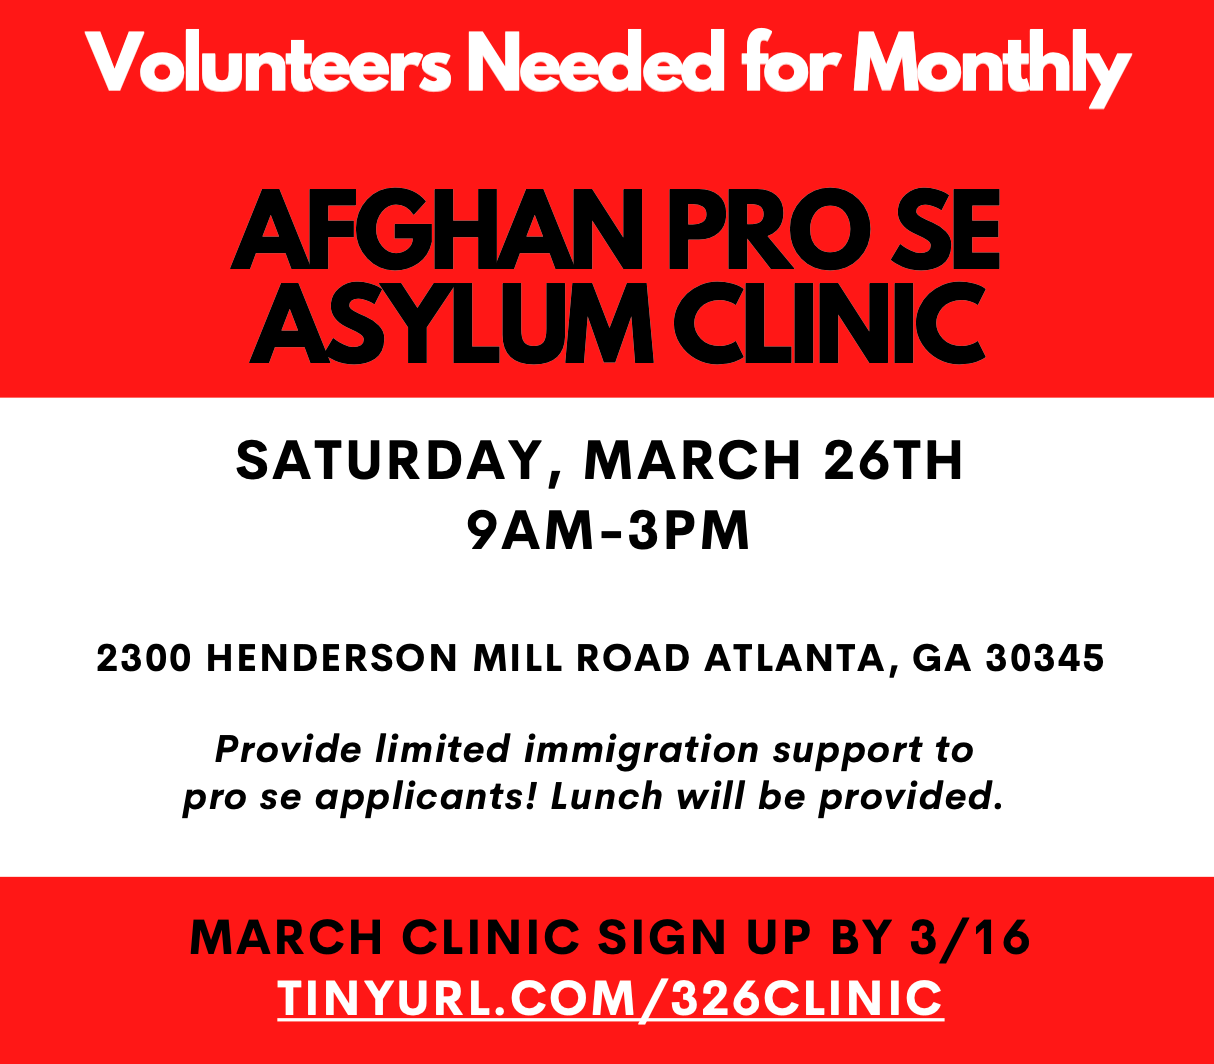 Volunteers Needed for Monthly
AFGHAN PRO SE
ASYLUM CLINIC
SATURDAY, MARCH 26TH
9AM-3PM
2300 HENDERSON MILL ROAD ATLANTA, GA 30345
Provide limited immigration support to
pro se applicants! Lunch will be provided.
MARCH CLINIC SIGN UP BY 3/16
TINYURL.COM/326CLINIC